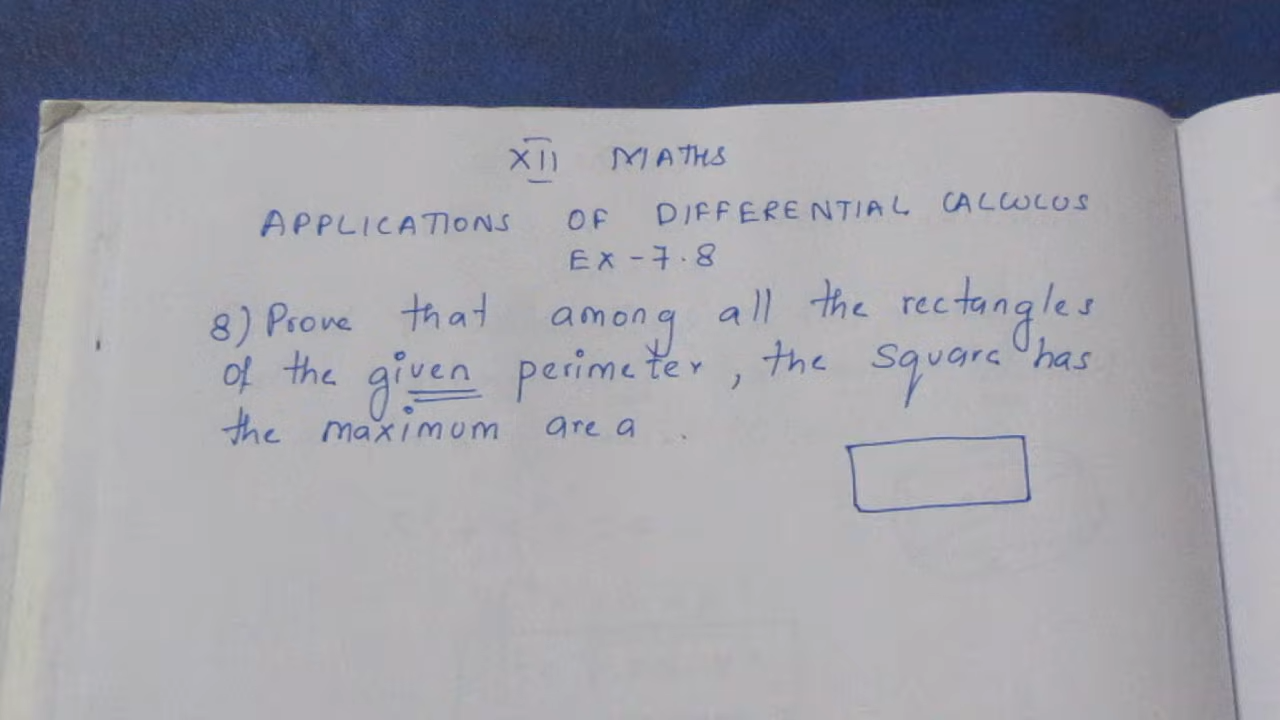 XII MATHS
APPLICATIONS OF DIFFERENTIAL CALCULUS
EX-7.8
8) Prove that among all the rectangles
of the given perimeter, the square has
the maximum area.